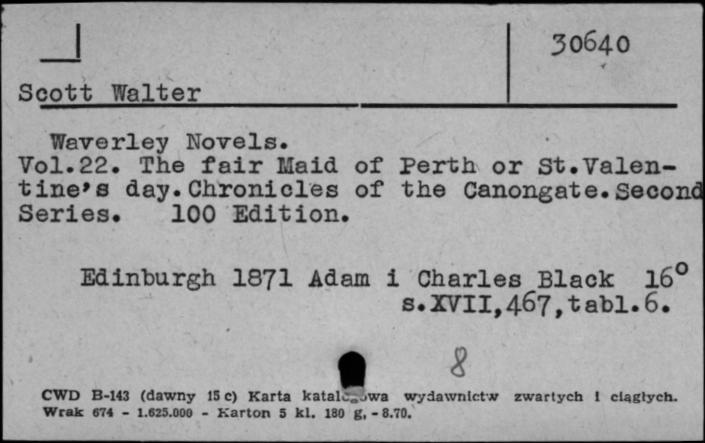 30640
Scott Walter
Waverley Novels.
Vol.22. The fair Maid of Perth or St.Valen-
tine's day.Chronicles of the Canongate.Second
Series. 100 Edition.
Edinburgh 1871 Adam i Charles Black 16°
s.XVII,467,tabl.6.
8
CWD B-143 (dawny 15 c) Karta katalogowa wydawnictw zwartych i ciągłych.
Wrak 674 - 1.625.000 - Karton 5 kl. 180 g, - 8.70.